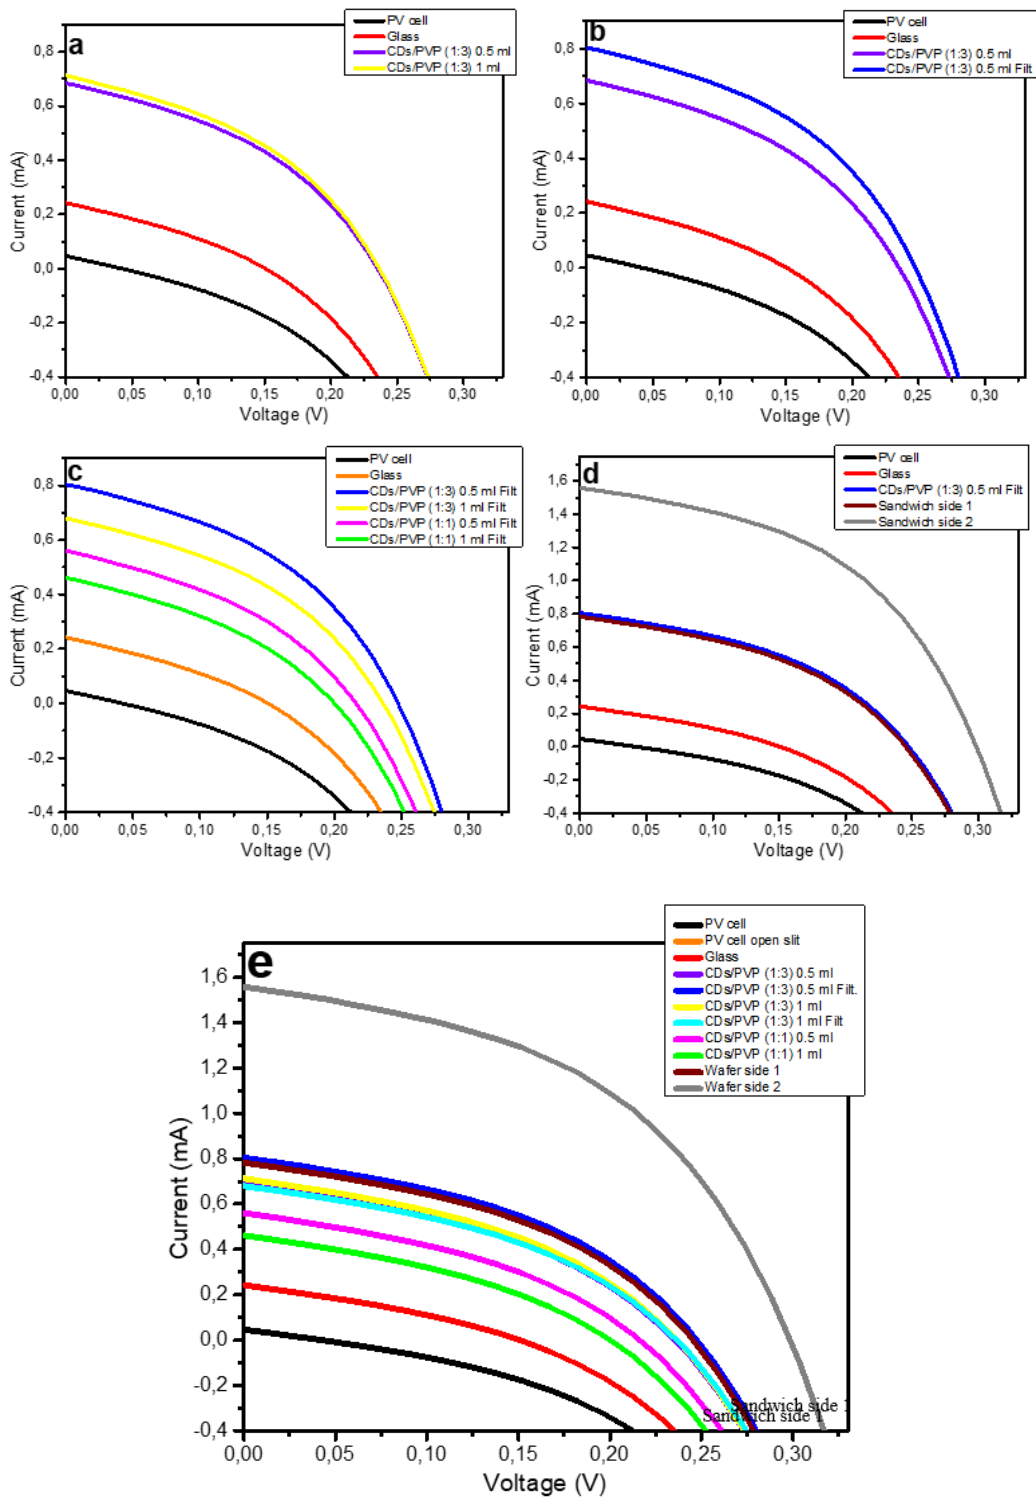 a
PV cell
Glass
CDs/PVP (1:3) 0.5 ml
CDs/PVP (1:3) 1 ml
0,8
0,6
0,4
0,2
0,0
-0,2
-0,4
Current (mA)
0,00 0,05 0,10 0,15 0,20 0,25 0,30
Voltage (V)
b
PV cell
Glass
CDs/PVP (1:3) 0.5 ml
CDs/PVP (1:3) 0.5 ml Filt
0,8
0,6
0,4
0,2
0,0
-0,2
-0,4
Current (mA)
0,00 0,05 0,10 0,15 0,20 0,25 0,30
Voltage (V)
c
PV cell
Glass
CDs/PVP (1:3) 0.5 ml Filt
CDs/PVP (1:3) 1 ml Filt
CDs/PVP (1:1) 0.5 ml Filt
CDs/PVP (1:1) 1 ml Filt
0,8
0,6
0,4
0,2
0,0
-0,2
-0,4
Current (mA)
0,00 0,05 0,10 0,15 0,20 0,25 0,30
Voltage (V)
d
PV cell
Glass
CDs/PVP (1:3) 0.5 ml Filt
Sandwich side 1
Sandwich side 2
1,6
1,4
1,2
1,0
0,8
0,6
0,4
0,2
0,0
-0,2
-0,4
Current (mA)
0,00 0,05 0,10 0,15 0,20 0,25 0,30
Voltage (V)
e
PV cell
PV cell open slit
Glass
CDs/PVP (1:3) 0.5 ml
CDs/PVP (1:3) 0.5 ml Filt.
CDs/PVP (1:3) 1 ml
CDs/PVP (1:3) 1 ml Filt
CDs/PVP (1:1) 0.5 ml
CDs/PVP (1:1) 1 ml
Wafer side 1
Wafer side 2
1,6
1,4
1,2
1,0
0,8
0,6
0,4
0,2
0,0
-0,2
-0,4
Current (mA)
Sandwich side 1
Sandwich side 1
0,00 0,05 0,10 0,15 0,20 0,25 0,30
Voltage (V)